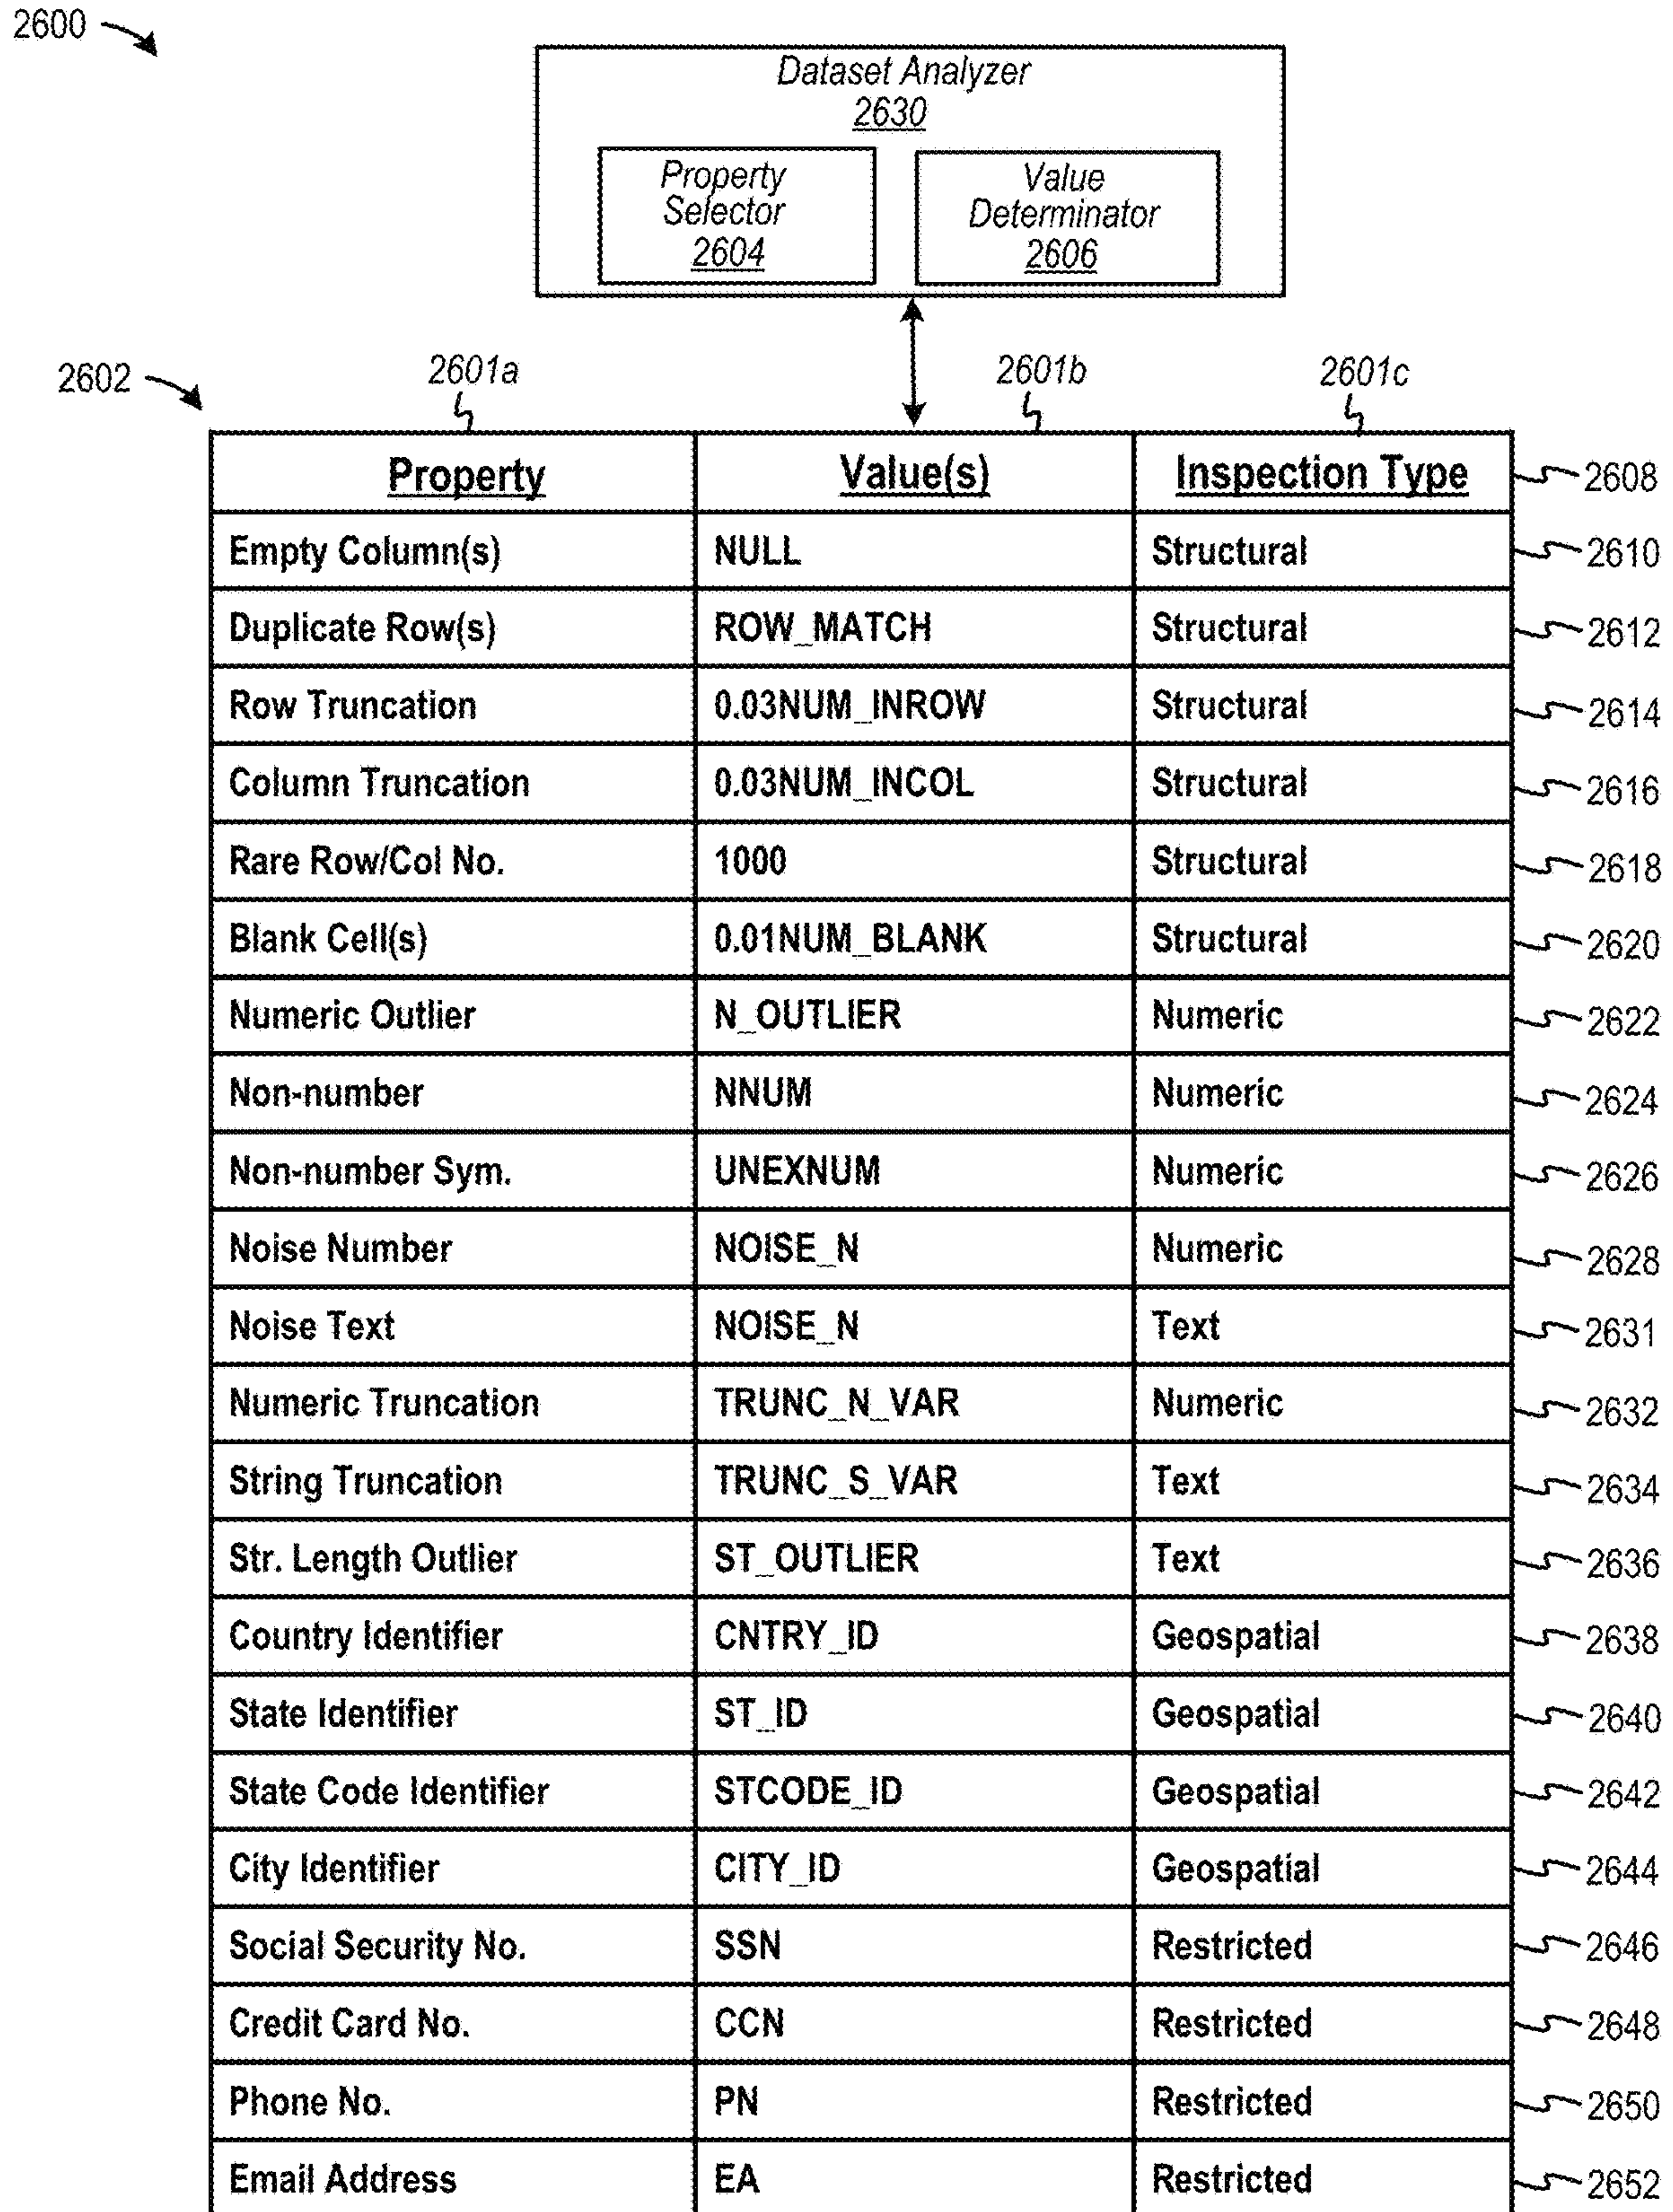 2600
Dataset Analyzer
2630
Property
Selector
2604
Value
Determinator
2606
2602
2601a
2601b
2601c
Property Value(s) Inspection Type 2608
Empty Column(s) NULL Structural 2610
Duplicate Row(s) ROW_MATCH Structural 2612
Row Truncation 0.03NUM_INROW Structural 2614
Column Truncation 0.03NUM_INCOL Structural 2616
Rare Row/Col No. 1000 Structural 2618
Blank Cell(s) 0.01NUM_BLANK Structural 2620
Numeric Outlier N_OUTLIER Numeric 2622
Non-number NNUM Numeric 2624
Non-number Sym. UNEXNUM Numeric 2626
Noise Number NOISE_N Numeric 2628
Noise Text NOISE_N Text 2631
Numeric Truncation TRUNC_N_VAR Numeric 2632
String Truncation TRUNC_S_VAR Text 2634
Str. Length Outlier ST_OUTLIER Text 2636
Country Identifier CNTRY_ID Geospatial 2638
State Identifier ST_ID Geospatial 2640
State Code Identifier STCODE_ID Geospatial 2642
City Identifier CITY_ID Geospatial 2644
Social Security No. SSN Restricted 2646
Credit Card No. CCN Restricted 2648
Phone No. PN Restricted 2650
Email Address EA Restricted 2652